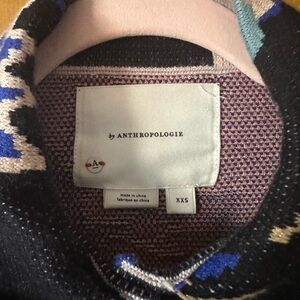 by ANTHROPOLOGIE
A
made in china
fabriqué en chine
XXS